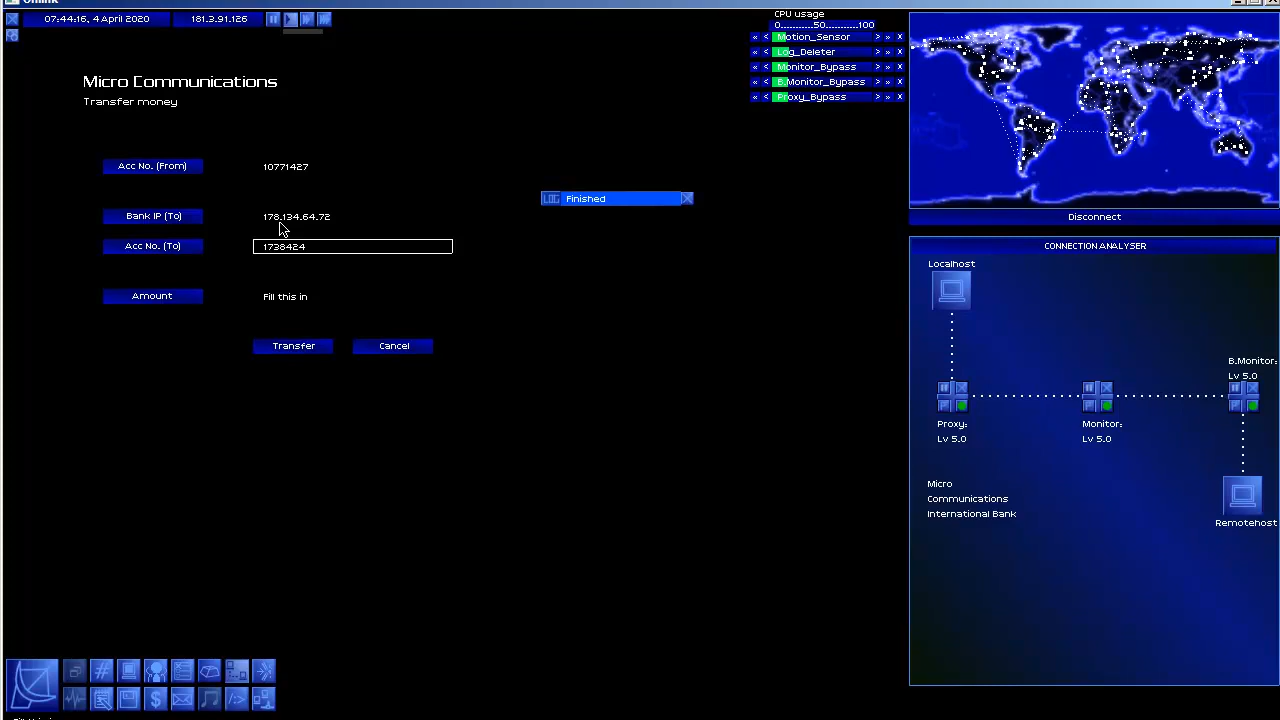 07:44:16, 4 April 2020
181.3.91.126
CPU usage
0............50...........100
« < Motion_Sensor > » x
« < Log_Deleter > » x
« < Monitor_Bypass > » x
« < B.Monitor_Bypass > » x
« < Proxy_Bypass > » x
Micro Communications
Transfer money
Acc No. (From)
10771427
Bank IP (To)
178.134.64.72
Acc No. (To)
1738424
Amount
Fill this in
Transfer
Cancel
LOG
Finished
Disconnect
CONNECTION ANALYSER
Localhost
B.Monitor:
Lv 5.0
Proxy:
Lv 5.0
Monitor:
Lv 5.0
Micro
Communications
International Bank
Remotehost